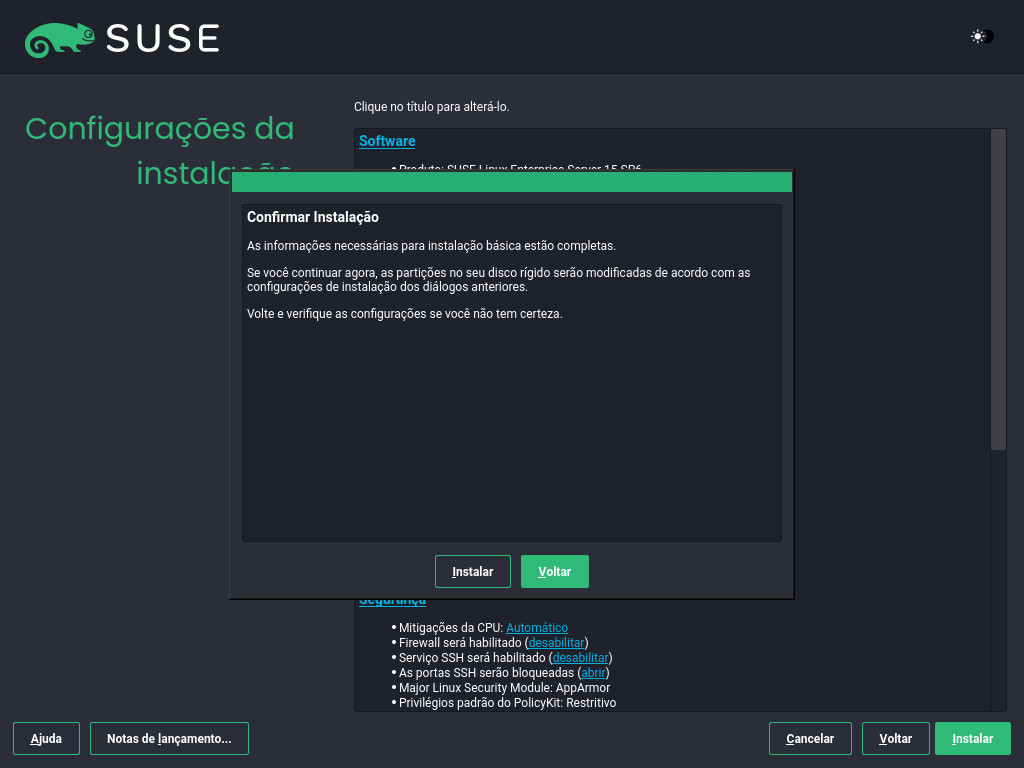 SUSE
Configurações da
instalação
Clique no título para alterá-lo.
Software
Produto: SUSE Linux Enterprise Server 15 SP6
Confirmar Instalação
As informações necessárias para instalação básica estão completas.
Se você continuar agora, as partições no seu disco rígido serão modificadas de acordo com as
configurações de instalação dos diálogos anteriores.
Volte e verifique as configurações se você não tem certeza.
Instalar
Voltar
Segurança
Mitigações da CPU: Automático
Firewall será habilitado (desabilitar)
Serviço SSH será habilitado (desabilitar)
As portas SSH serão bloqueadas (abrir)
Major Linux Security Module: AppArmor
Privilégios padrão do PolicyKit: Restritivo
Ajuda
Notas de lançamento...
Cancelar
Voltar
Instalar